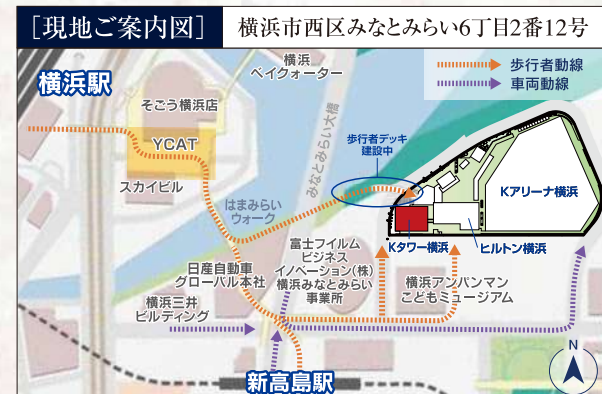 [現地ご案内図]
横浜市西区みなとみらい6丁目2番12号
横浜
ベイクォーター
歩行者動線
車両動線
横浜駅
そごう横浜店
YCAT
スカイビル
みなとみらい大橋
歩行者デッキ
建設中
Kアリーナ横浜
はまみらい
ウォーク
Kタワー横浜
ヒルトン横浜
日産自動車
グローバル本社
富士フイルム
ビジネス
イノベーション(株)
横浜みなとみらい
事業所
横浜アンパンマン
こどもミュージアム
横浜三井
ビルディング
新高島駅
N